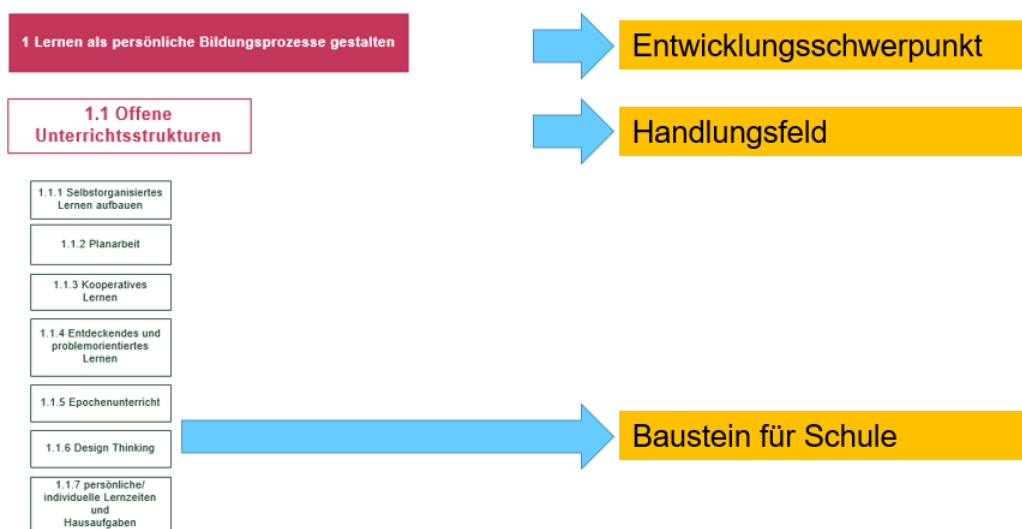 1 Lernen als persönliche Bildungsprozesse gestalten
Entwicklungsschwerpunkt
1.1 Offene
Unterrichtsstrukturen
Handlungsfeld
1.1.1 Selbstorganisiertes
Lernen aufbauen
1.1.2 Planarbeit
1.1.3 Kooperatives
Lernen
1.1.4 Entdeckendes und
problemorientiertes
Lernen
1.1.5 Epochenunterricht
1.1.6 Design Thinking
Baustein für Schule
1.1.7 persönliche/
individuelle Lernzeiten
und
Hausaufgaben